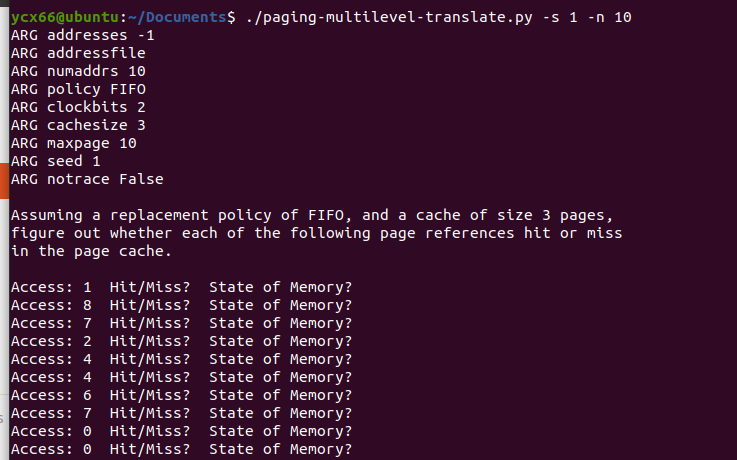 ycx66@ubuntu:~/Documents$ ./paging-multilevel-translate.py -s 1 -n 10
ARG addresses -1
ARG addressfile
ARG numaddrs 10
ARG policy FIFO
ARG clockbits 2
ARG cachesize 3
ARG maxpage 10
ARG seed 1
ARG notrace False

Assuming a replacement policy of FIFO, and a cache of size 3 pages,
figure out whether each of the following page references hit or miss
in the page cache.

Access: 1  Hit/Miss?  State of Memory?
Access: 8  Hit/Miss?  State of Memory?
Access: 7  Hit/Miss?  State of Memory?
Access: 2  Hit/Miss?  State of Memory?
Access: 4  Hit/Miss?  State of Memory?
Access: 4  Hit/Miss?  State of Memory?
Access: 6  Hit/Miss?  State of Memory?
Access: 7  Hit/Miss?  State of Memory?
Access: 0  Hit/Miss?  State of Memory?
Access: 0  Hit/Miss?  State of Memory?